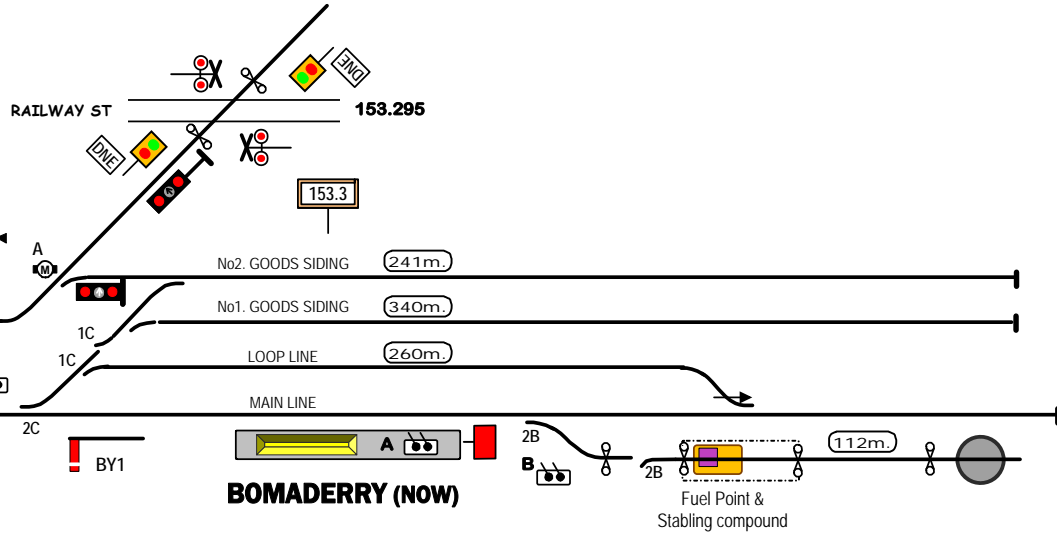 DNE
RAILWAY ST
153.295
DNE
153.3
A
M
No2. GOODS SIDING
241m.
No1. GOODS SIDING
340m.
1C
1C
LOOP LINE
260m.
MAIN LINE
2C
BY1
A
2B
B
2B
112m.
BOMADERRY (NOW)
Fuel Point &
Stabling compound